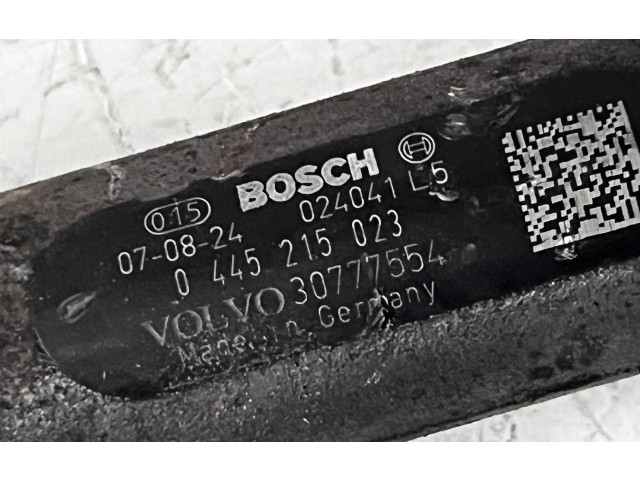 015 BOSCH
07-08-24 024041 L5
0 445 215 023
VOLVO 30777554
Made in Germany